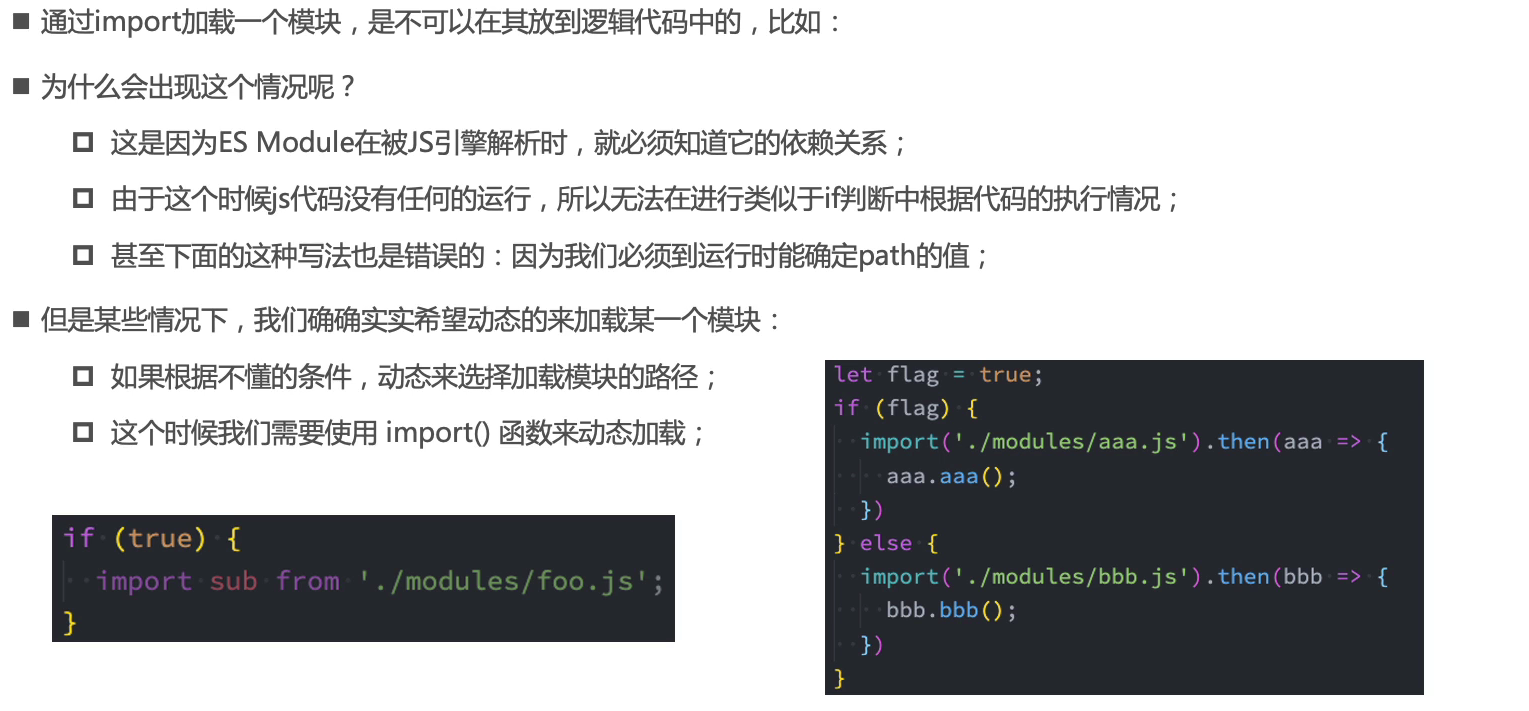 通过import加载一个模块，是不可以在其放到逻辑代码中的，比如：
为什么会出现这个情况呢？
这是因为ES Module在被JS引擎解析时，就必须知道它的依赖关系；
由于这个时候js代码没有任何的运行，所以无法在进行类似于if判断中根据代码的执行情况；
甚至下面的这种写法也是错误的：因为我们必须到运行时能确定path的值；
但是某些情况下，我们确确实实希望动态的来加载某一个模块：
如果根据不懂的条件，动态来选择加载模块的路径；
这个时候我们需要使用 import() 函数来动态加载；
if (true) {
import sub from './modules/foo.js';
}
let flag = true;
if (flag) {
import('./modules/aaa.js').then(aaa => {
aaa.aaa();
})
} else {
import('./modules/bbb.js').then(bbb => {
bbb.bbb();
})
}